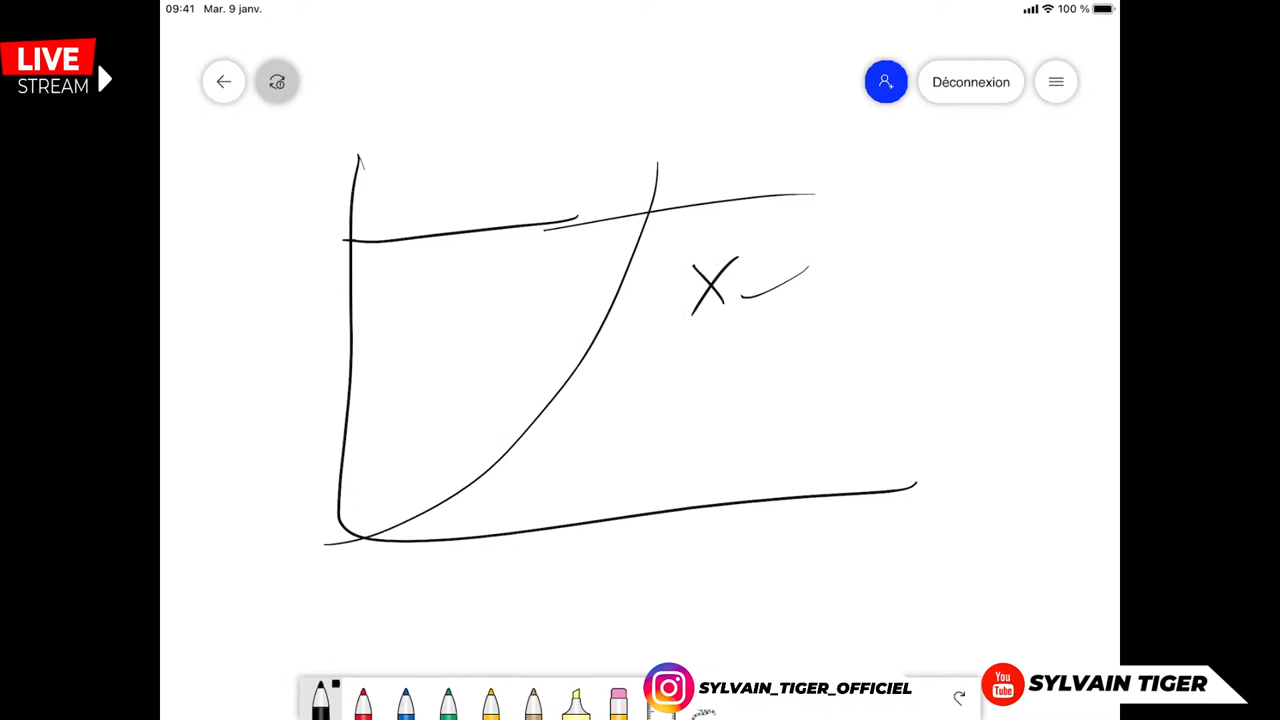 09:41 Mar. 9 janv. 100 %
LIVE
STREAM
Déconnexion
X
SYLVAIN_TIGER_OFFICIEL
You
Tube
SYLVAIN TIGER